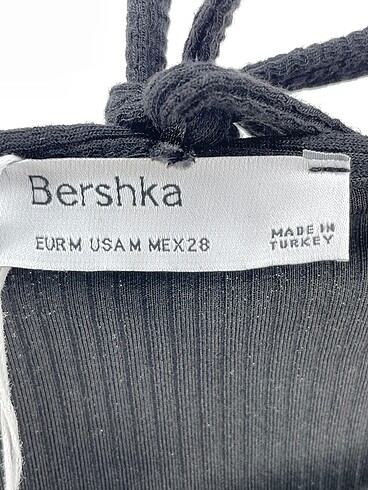 Bershka
EUR M USA M MEX 28
MADE IN
TURKEY